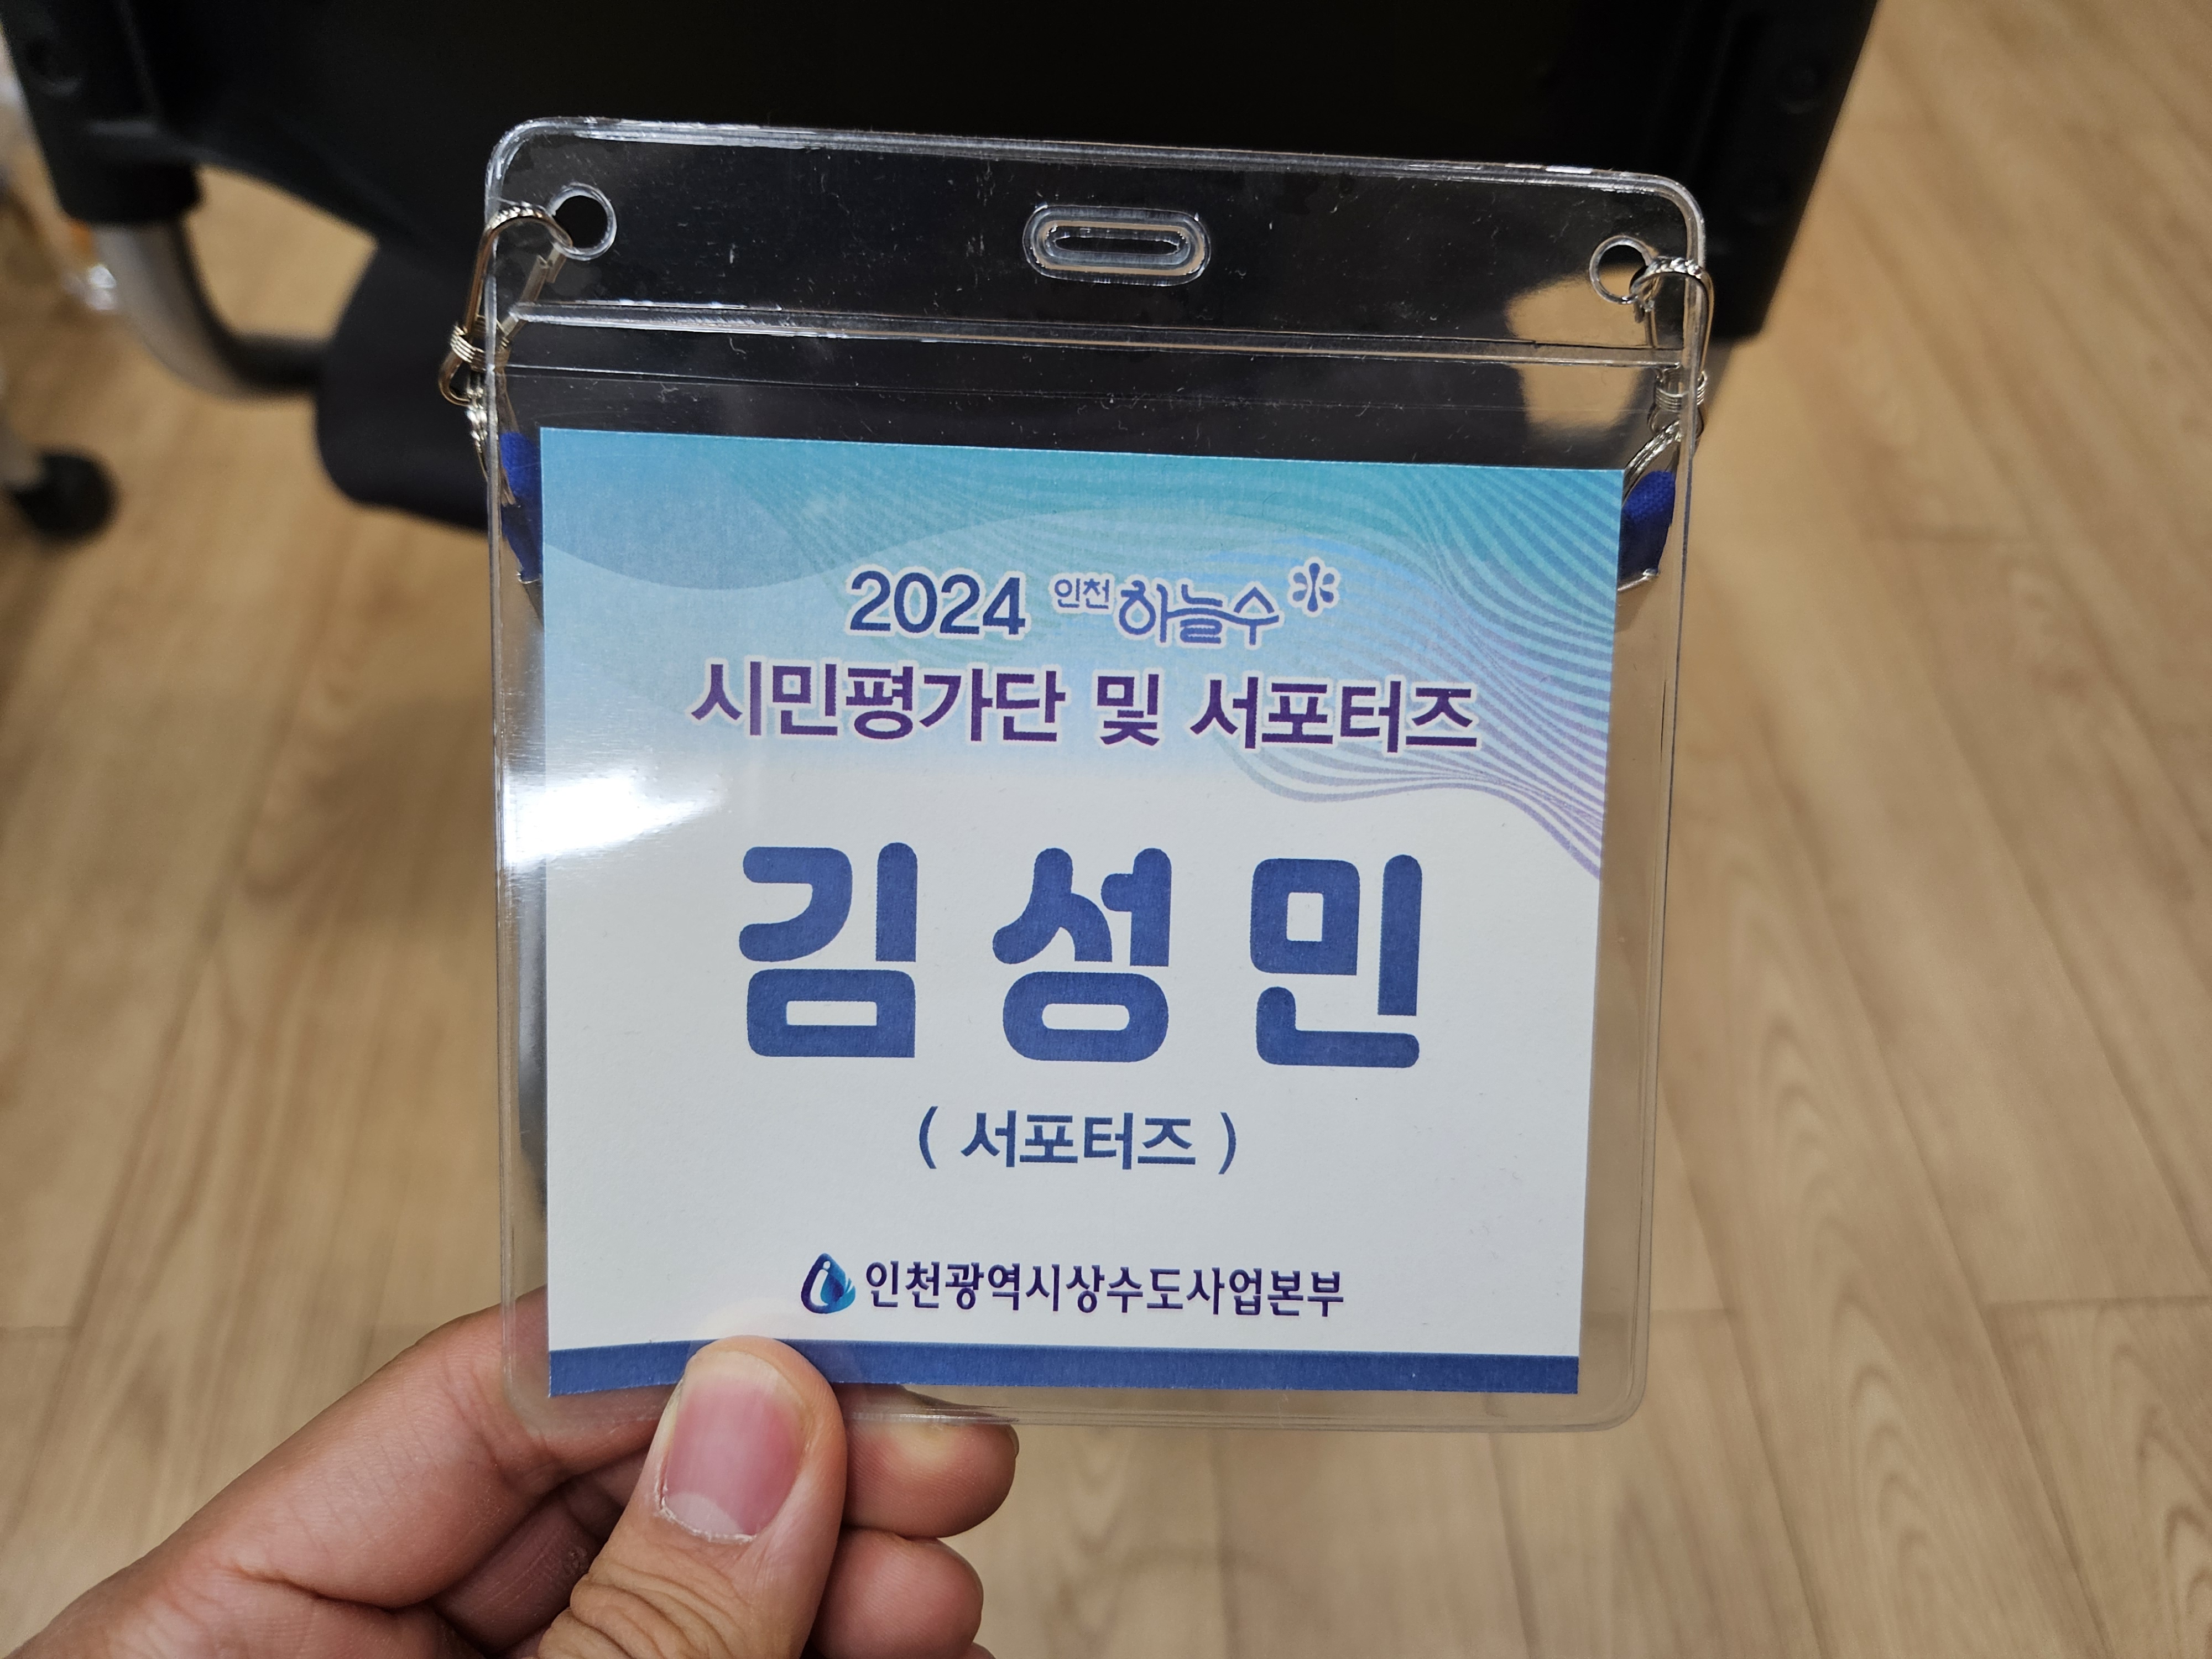 2024 인천하늘수
시민평가단 및 서포터즈
김성민
( 서포터즈 )
인천광역시상수도사업본부